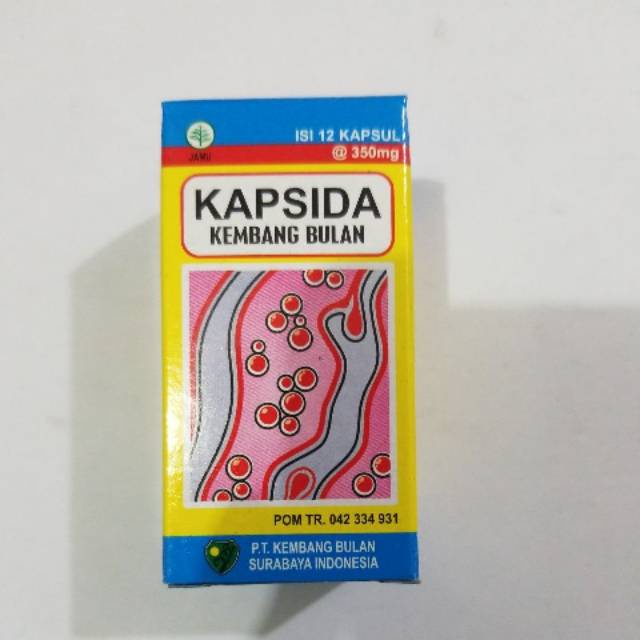 ISI 12 KAPSUL
@ 350mg
JAMU
KAPSIDA
KEMBANG BULAN
POM TR. 042 334 931
P.T. KEMBANG BULAN
SURABAYA INDONESIA